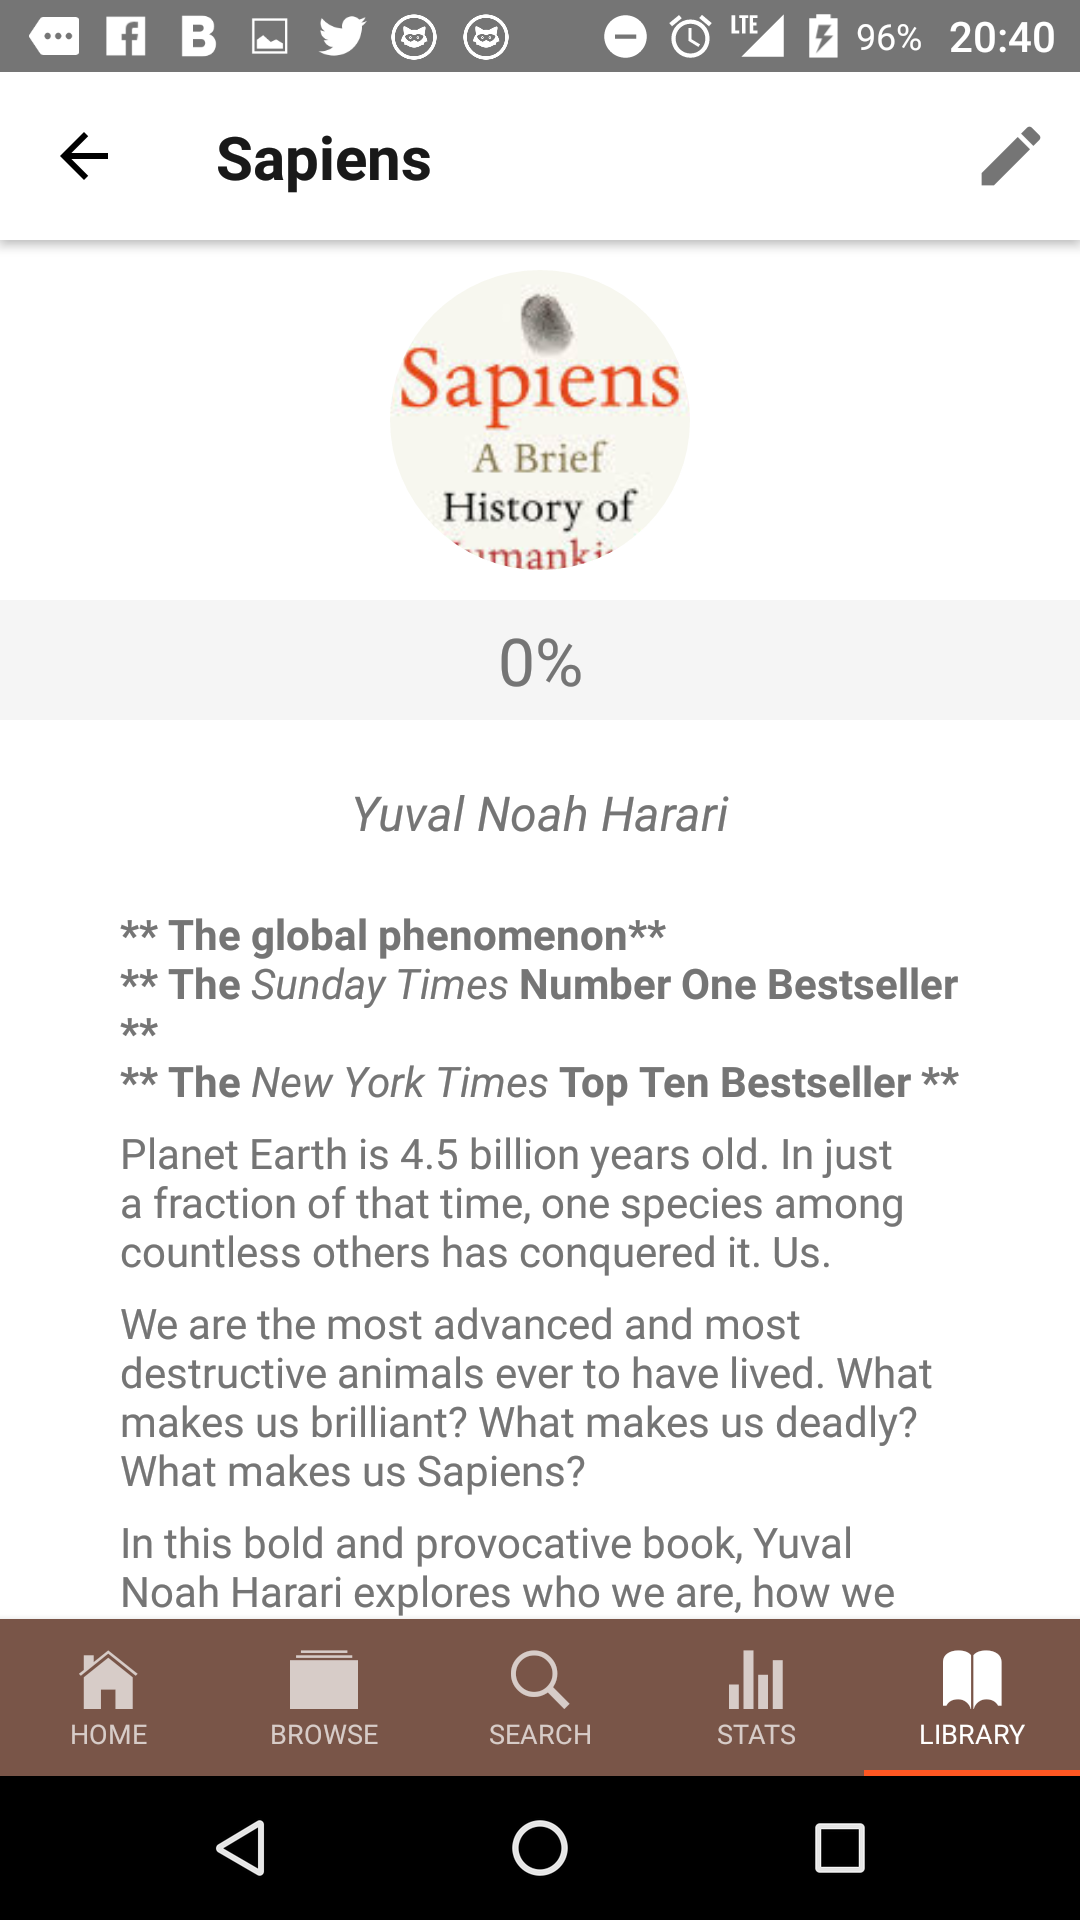 LTE 96% 20:40
Sapiens
Sapiens
A Brief
History of
0%
Yuval Noah Harari
** The global phenomenon**
** The Sunday Times Number One Bestseller
**
** The New York Times Top Ten Bestseller **
Planet Earth is 4.5 billion years old. In just
a fraction of that time, one species among
countless others has conquered it. Us.
We are the most advanced and most
destructive animals ever to have lived. What
makes us brilliant? What makes us deadly?
What makes us Sapiens?
In this bold and provocative book, Yuval
Noah Harari explores who we are, how we
HOME BROWSE SEARCH STATS LIBRARY